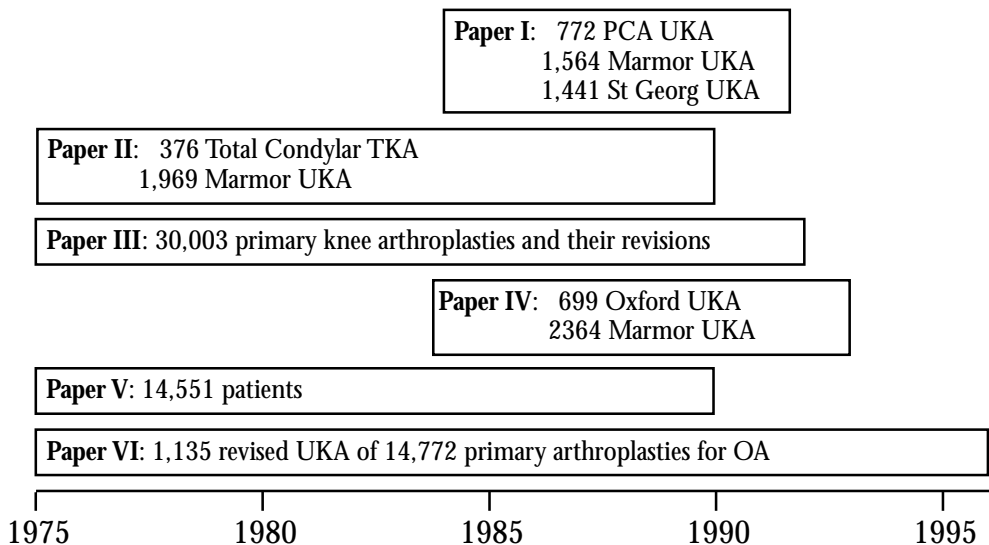 Paper I: 772 PCA UKA
1,564 Marmor UKA
1,441 St Georg UKA
Paper II: 376 Total Condylar TKA
1,969 Marmor UKA
Paper III: 30,003 primary knee arthroplasties and their revisions
Paper IV: 699 Oxford UKA
2364 Marmor UKA
Paper V: 14,551 patients
Paper VI: 1,135 revised UKA of 14,772 primary arthroplasties for OA
1975 1980 1985 1990 1995